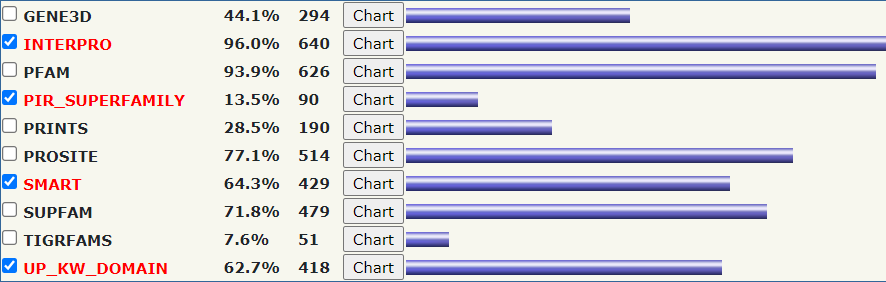 GENE3D 44.1% 294 Chart
INTERPRO 96.0% 640 Chart
PFAM 93.9% 626 Chart
PIR_SUPERFAMILY 13.5% 90 Chart
PRINTS 28.5% 190 Chart
PROSITE 77.1% 514 Chart
SMART 64.3% 429 Chart
SUPFAM 71.8% 479 Chart
TIGRFAMS 7.6% 51 Chart
UP_KW_DOMAIN 62.7% 418 Chart